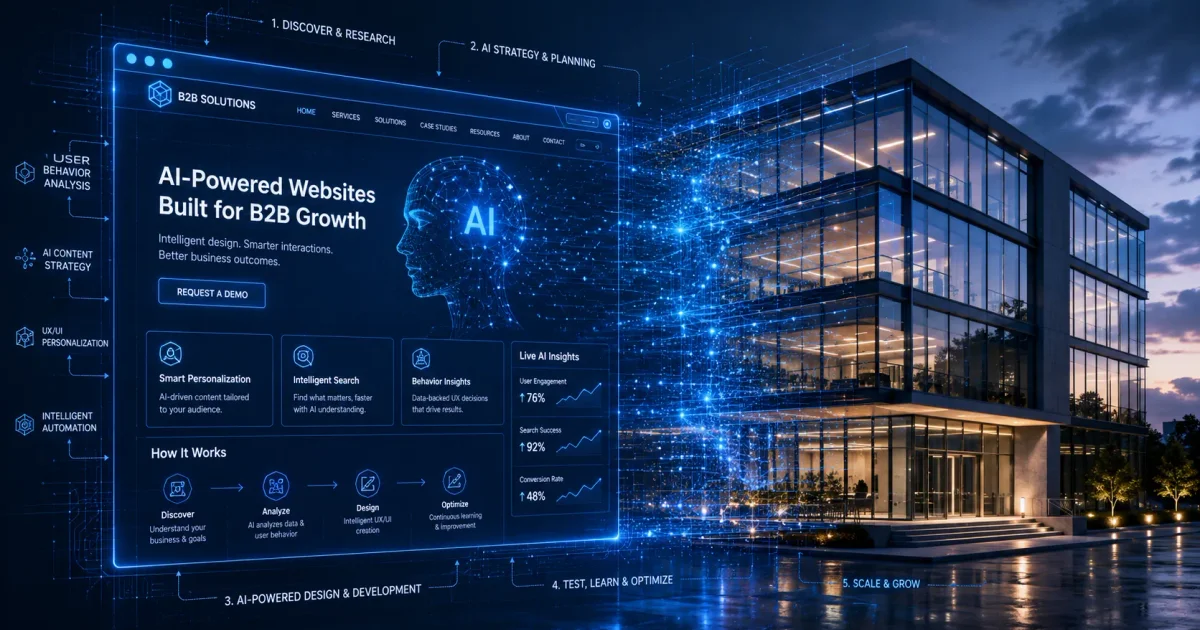 1. DISCOVER & RESEARCH
2. AI STRATEGY & PLANNING
B2B SOLUTIONS
HOME
SERVICES
SOLUTIONS
CASE STUDIES
RESOURCES
ABOUT
CONTACT
USER
BEHAVIOR
ANALYSIS
AI CONTENT
STRATEGY
UX/UI
PERSONALIZATION
INTELLIGENT
AUTOMATION
AI-Powered Websites
Built for B2B Growth
Intelligent design. Smarter interactions.
Better business outcomes.
REQUEST A DEMO
AI
Smart Personalization
AI-driven content tailored
to your audience.
Intelligent Search
Find what matters, faster
with AI understanding.
Behavior Insights
Data-backed UX decisions
that drive results.
Live AI Insights
User Engagement
↑ 76%
Search Success
↑ 92%
Conversion Rate
↑ 48%
How It Works
Discover
Understand your
business & goals
Analyze
AI analyzes data &
user behavior
Design
Intelligent UX/UI
creation
Optimize
Continuous learning
& improvement
3. AI-POWERED DESIGN & DEVELOPMENT
4. TEST, LEARN & OPTIMIZE
5. SCALE & GROW